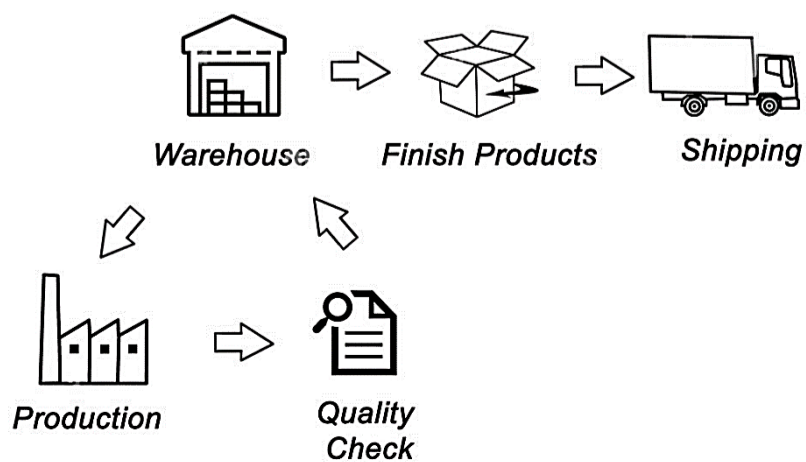 Warehouse
Finish Products
Shipping
Production
Quality
Check